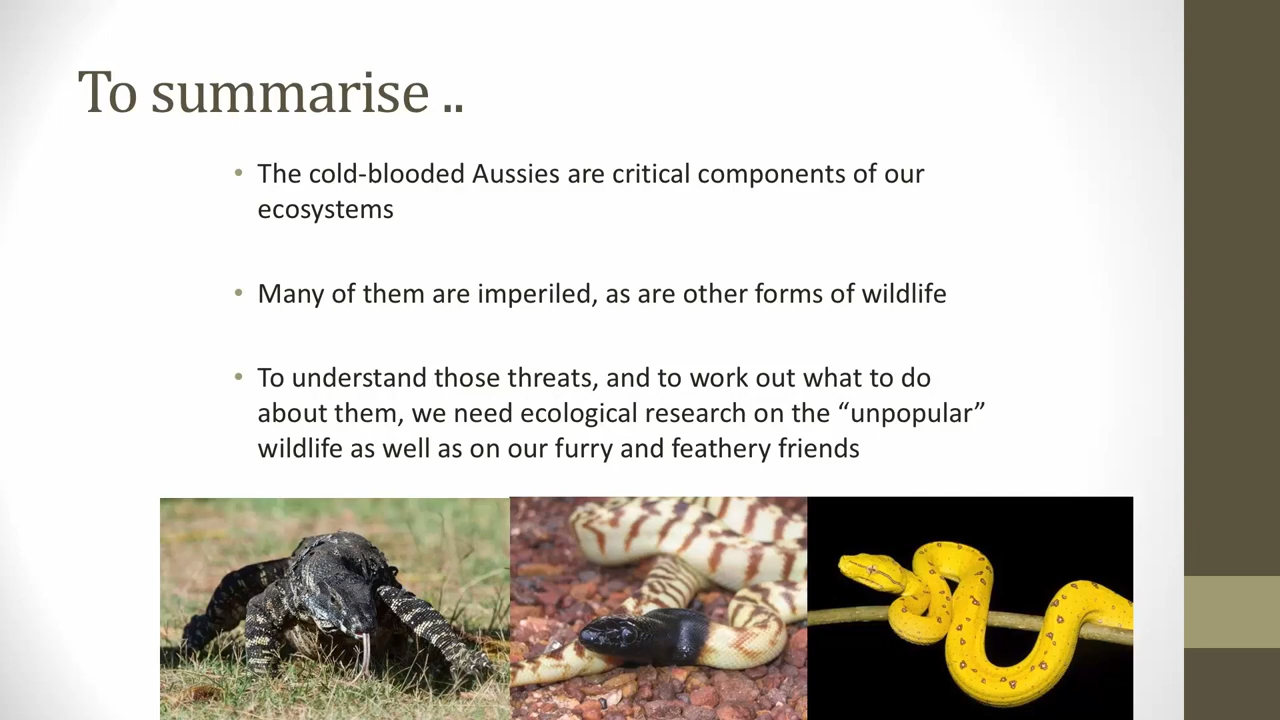 To summarise ..
• The cold-blooded Aussies are critical components of our
ecosystems
• Many of them are imperiled, as are other forms of wildlife
• To understand those threats, and to work out what to do
about them, we need ecological research on the “unpopular”
wildlife as well as on our furry and feathery friends